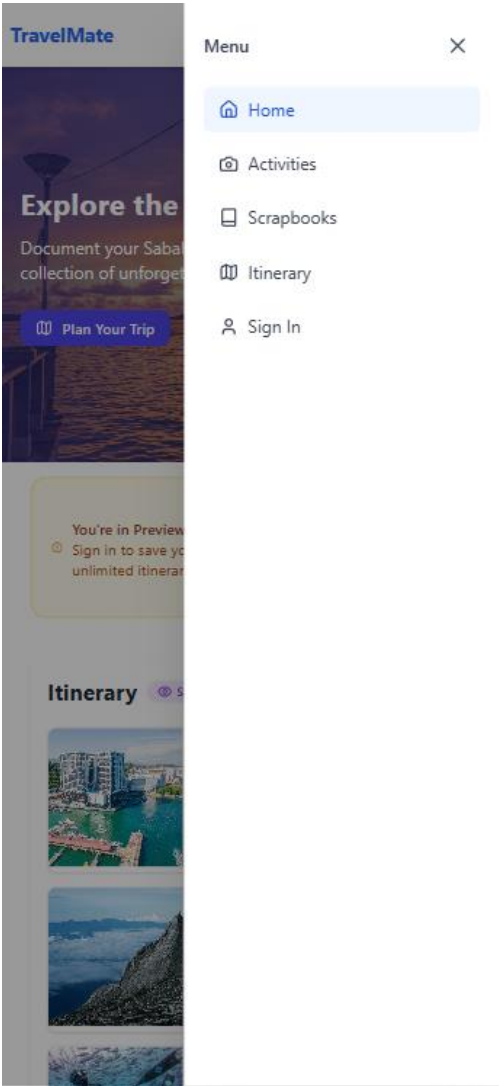 TravelMate
Menu
Home
Activities
Scrapbooks
Itinerary
Sign In
Explore the
Document your Sabal
collection of unforget
Plan Your Trip
You're in Preview
Sign in to save yo
unlimited itinerar
Itinerary
S